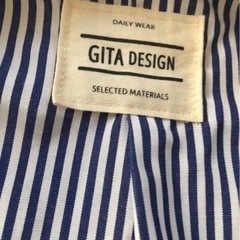 DAILY WEAR
GITA DESIGN
SELECTED MATERIALS